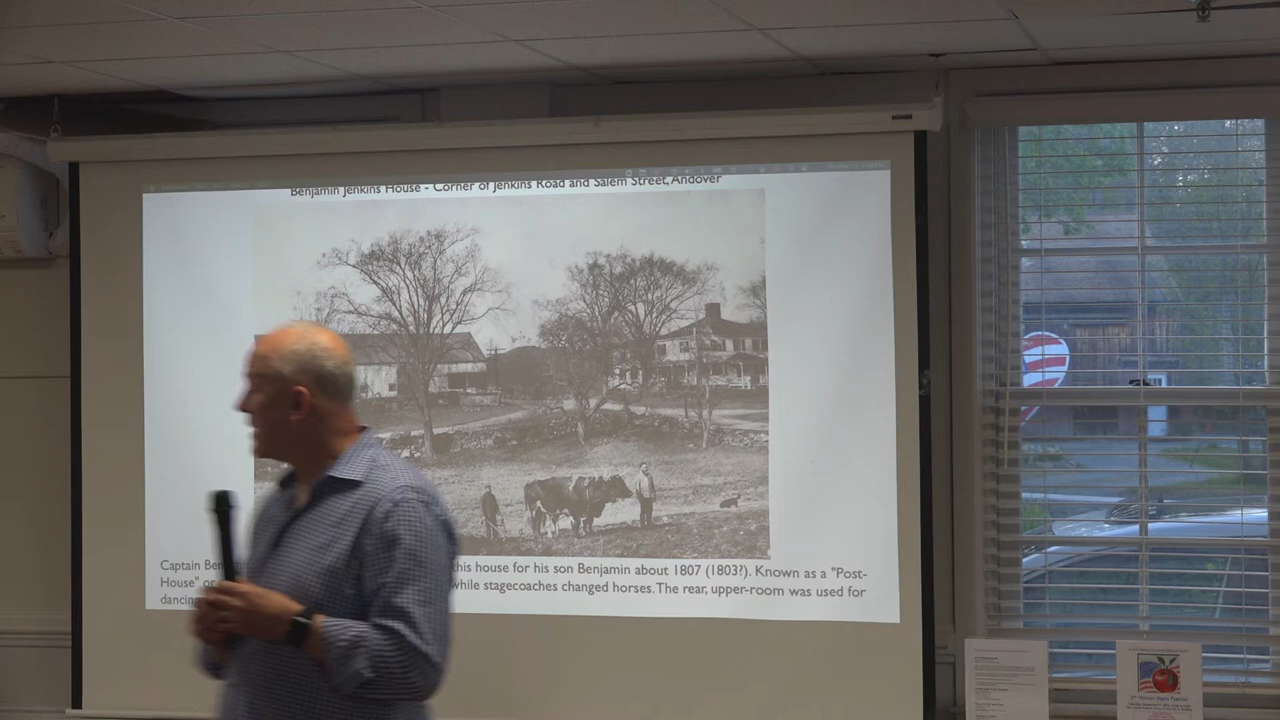 Benjamin Jenkins House - Corner of Jenkins Road and Salem Street, Andover
Captain Ben this house for his son Benjamin about 1807 (1803?). Known as a "Post-
House" or while stagecoaches changed horses. The rear, upper-room was used for
dancin